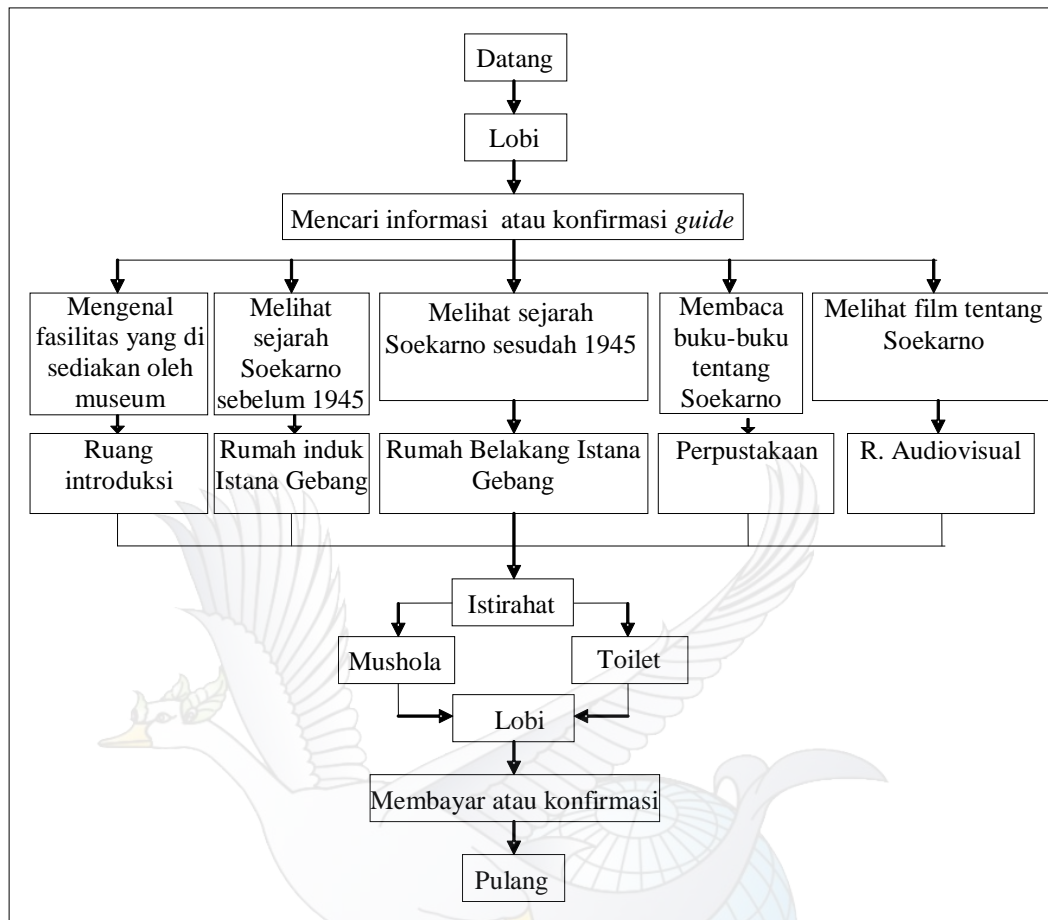 Datang
Lobi
Mencari informasi atau konfirmasi guide
Mengenal
fasilitas yang di
sediakan oleh
museum
Melihat
sejarah
Soekarno
sebelum 1945
Melihat sejarah
Soekarno sesudah 1945
Membaca
buku-buku
tentang
Soekarno
Melihat film tentang
Soekarno
Ruang
introduksi
Rumah induk
Istana Gebang
Rumah Belakang Istana
Gebang
Perpustakaan
R. Audiovisual
Istirahat
Mushola
Toilet
Lobi
Membayar atau konfirmasi
Pulang